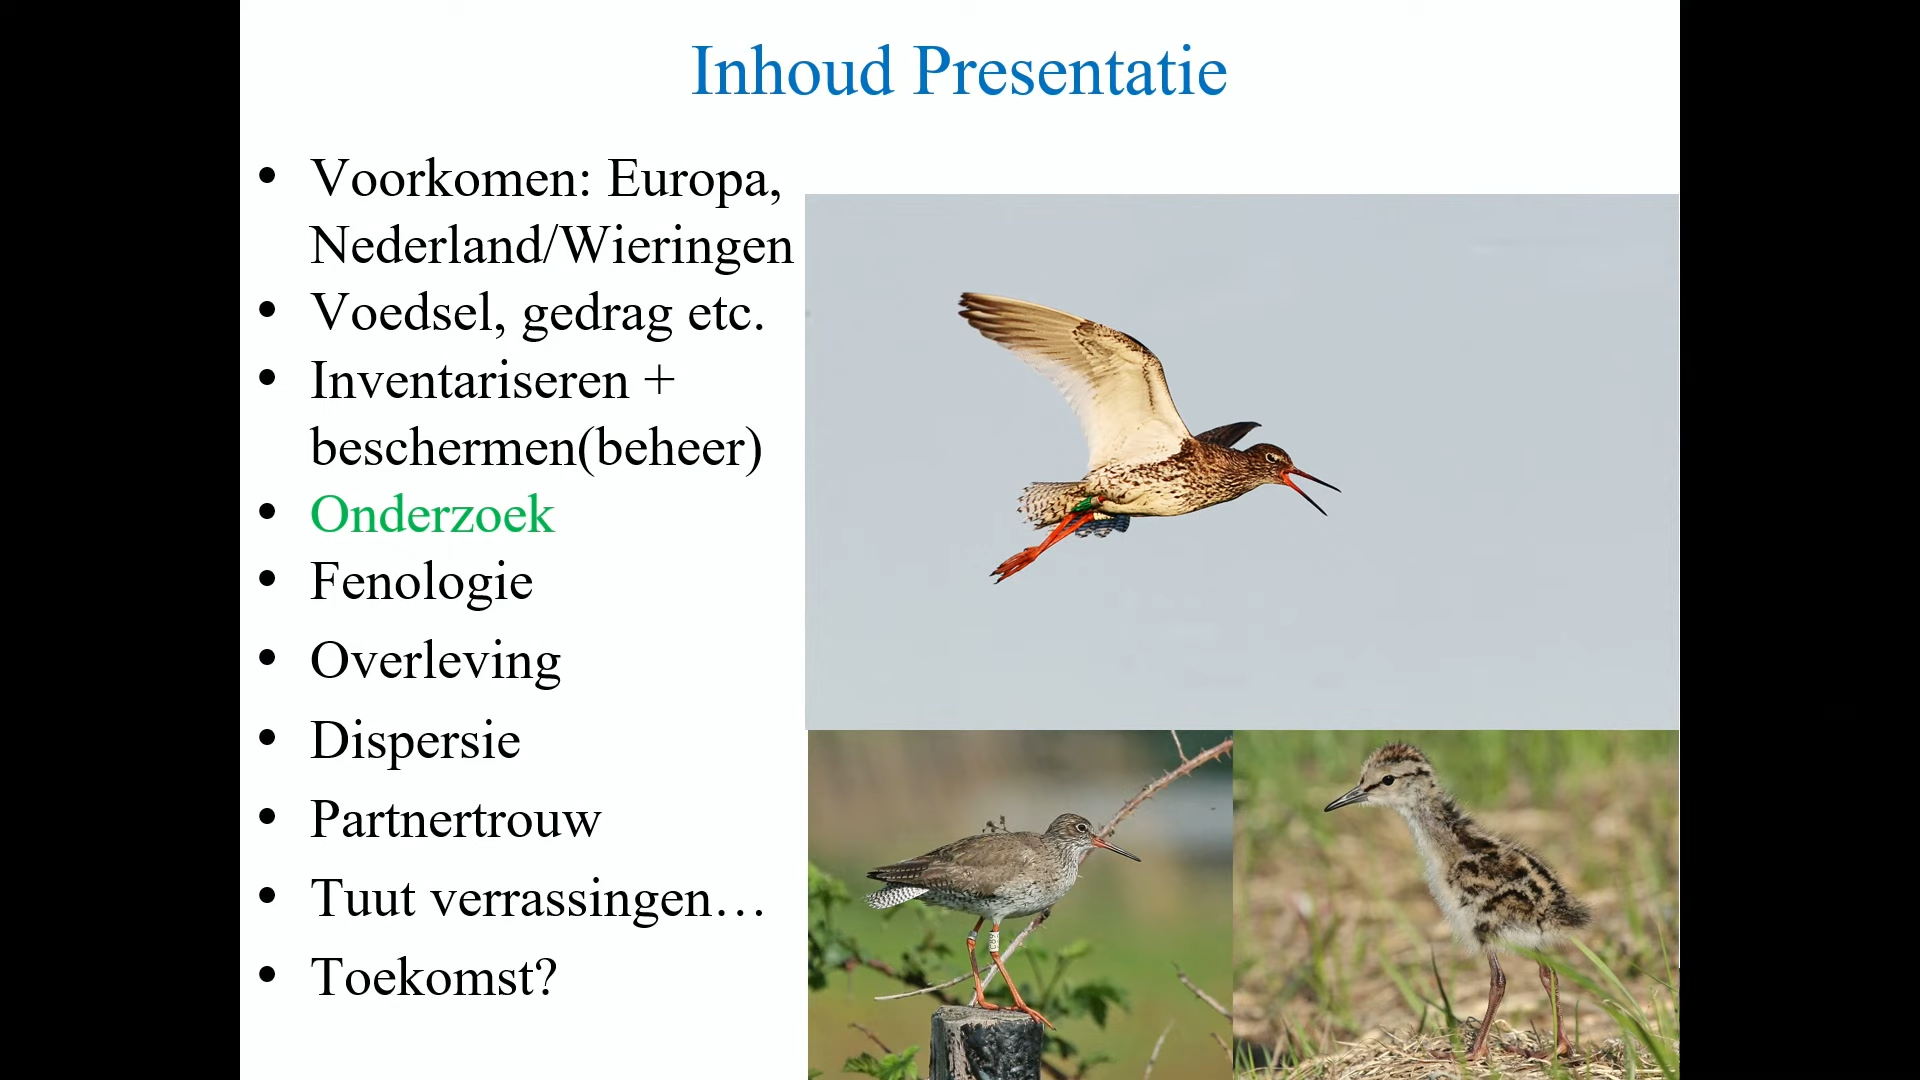 Inhoud Presentatie
• Voorkomen: Europa,
Nederland/Wieringen
• Voedsel, gedrag etc.
• Inventariseren +
beschermen(beheer)
• Onderzoek
• Fenologie
• Overleving
• Dispersie
• Partnertrouw
• Tuut verrassingen…
• Toekomst?